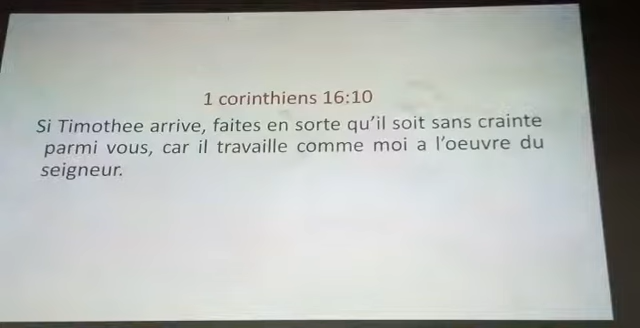 1 corinthiens 16:10
Si Timothee arrive, faites en sorte qu'il soit sans crainte
parmi vous, car il travaille comme moi a l'oeuvre du
seigneur.